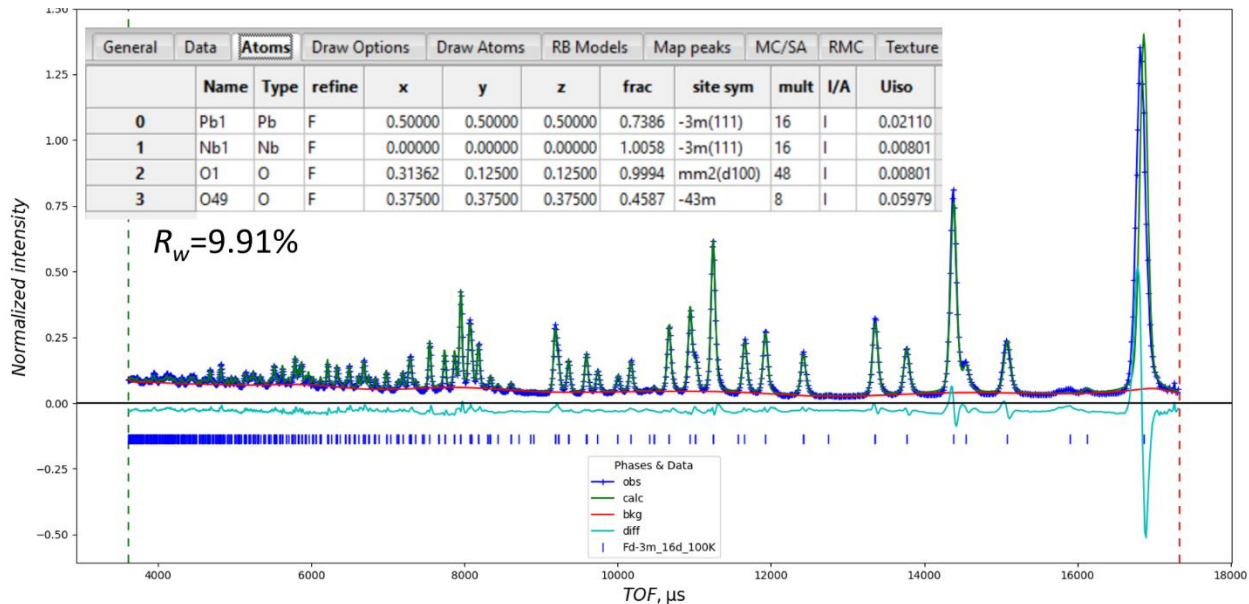 General Data Atoms Draw Options Draw Atoms RB Models Map peaks MC/SA RMC Texture
Name Type refine x y z frac site sym mult I/A Uiso
0 Pb1 Pb F 0.50000 0.50000 0.50000 0.7386 -3m(111) 16 I 0.02110
1 Nb1 Nb F 0.00000 0.00000 0.00000 1.0058 -3m(111) 16 I 0.00801
2 O1 O F 0.31362 0.12500 0.12500 0.9994 mm2(d100) 48 I 0.00801
3 O49 O F 0.37500 0.37500 0.37500 0.4587 -43m 8 I 0.05979
Rw=9.91%
Normalized intensity
1.50
1.25
1.00
0.75
0.50
0.25
0.00
−0.25
−0.50
Phases & Data
obs
calc
bkg
diff
Fd-3m_16d_100K
4000 6000 8000 10000 12000 14000 16000 18000
TOF, μs